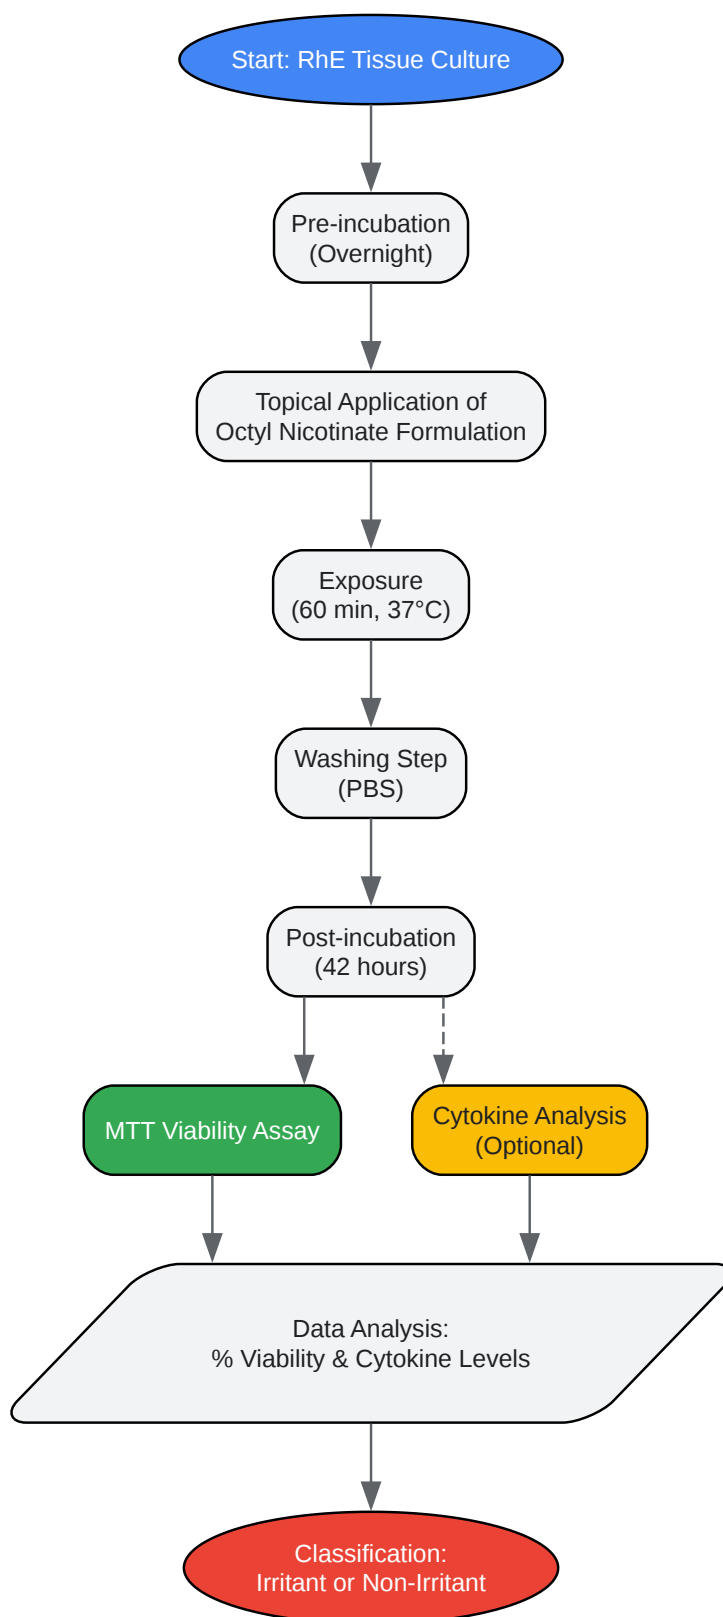 Start: RhE Tissue Culture
Pre-incubation
(Overnight)
Topical Application of
Octyl Nicotinate Formulation
Exposure
(60 min, 37°C)
Washing Step
(PBS)
Post-incubation
(42 hours)
MTT Viability Assay
Cytokine Analysis
(Optional)
Data Analysis:
% Viability & Cytokine Levels
Classification:
Irritant or Non-Irritant